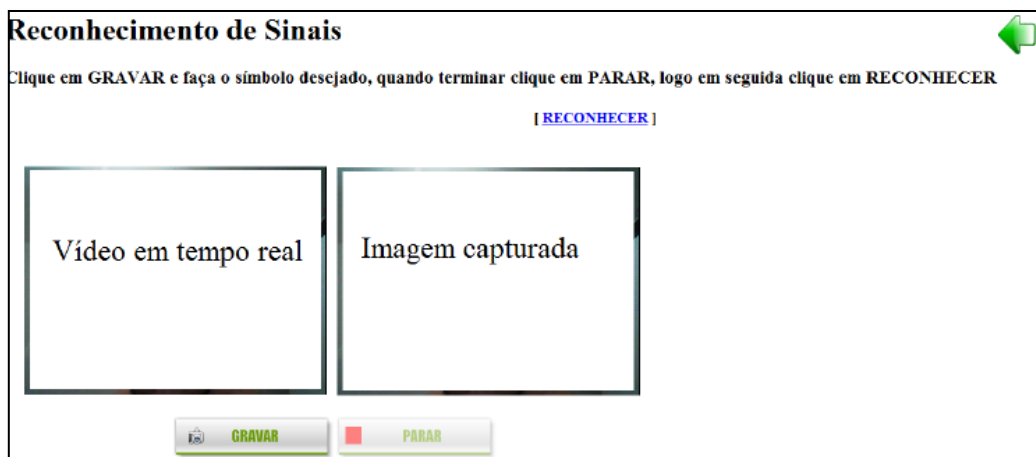 Reconhecimento de Sinais
Clique em GRAVAR e faça o símbolo desejado, quando terminar clique em PARAR, logo em seguida clique em RECONHECER
[ RECONHECER ]
Vídeo em tempo real
Imagem capturada
GRAVAR
PARAR